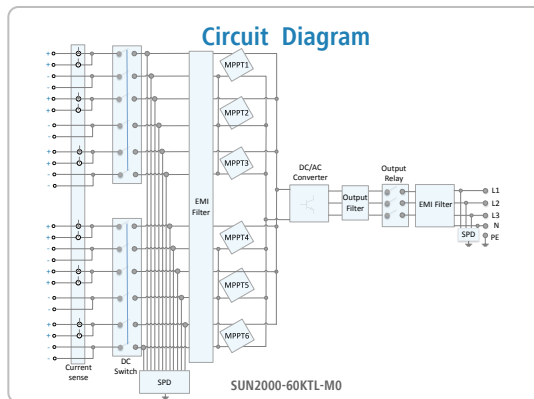 Circuit Diagram
+
+
-
-
+
+
-
-
+
+
-
-
+
+
-
-
+
+
-
-
+
+
-
-
Current
sense
DC
Switch
SPD
EMI
Filter
MPPT1
MPPT2
MPPT3
MPPT4
MPPT5
MPPT6
DC/AC
Converter
Output
Filter
Output
Relay
EMI Filter
L1
L2
L3
N
PE
SPD
SUN2000-60KTL-M0